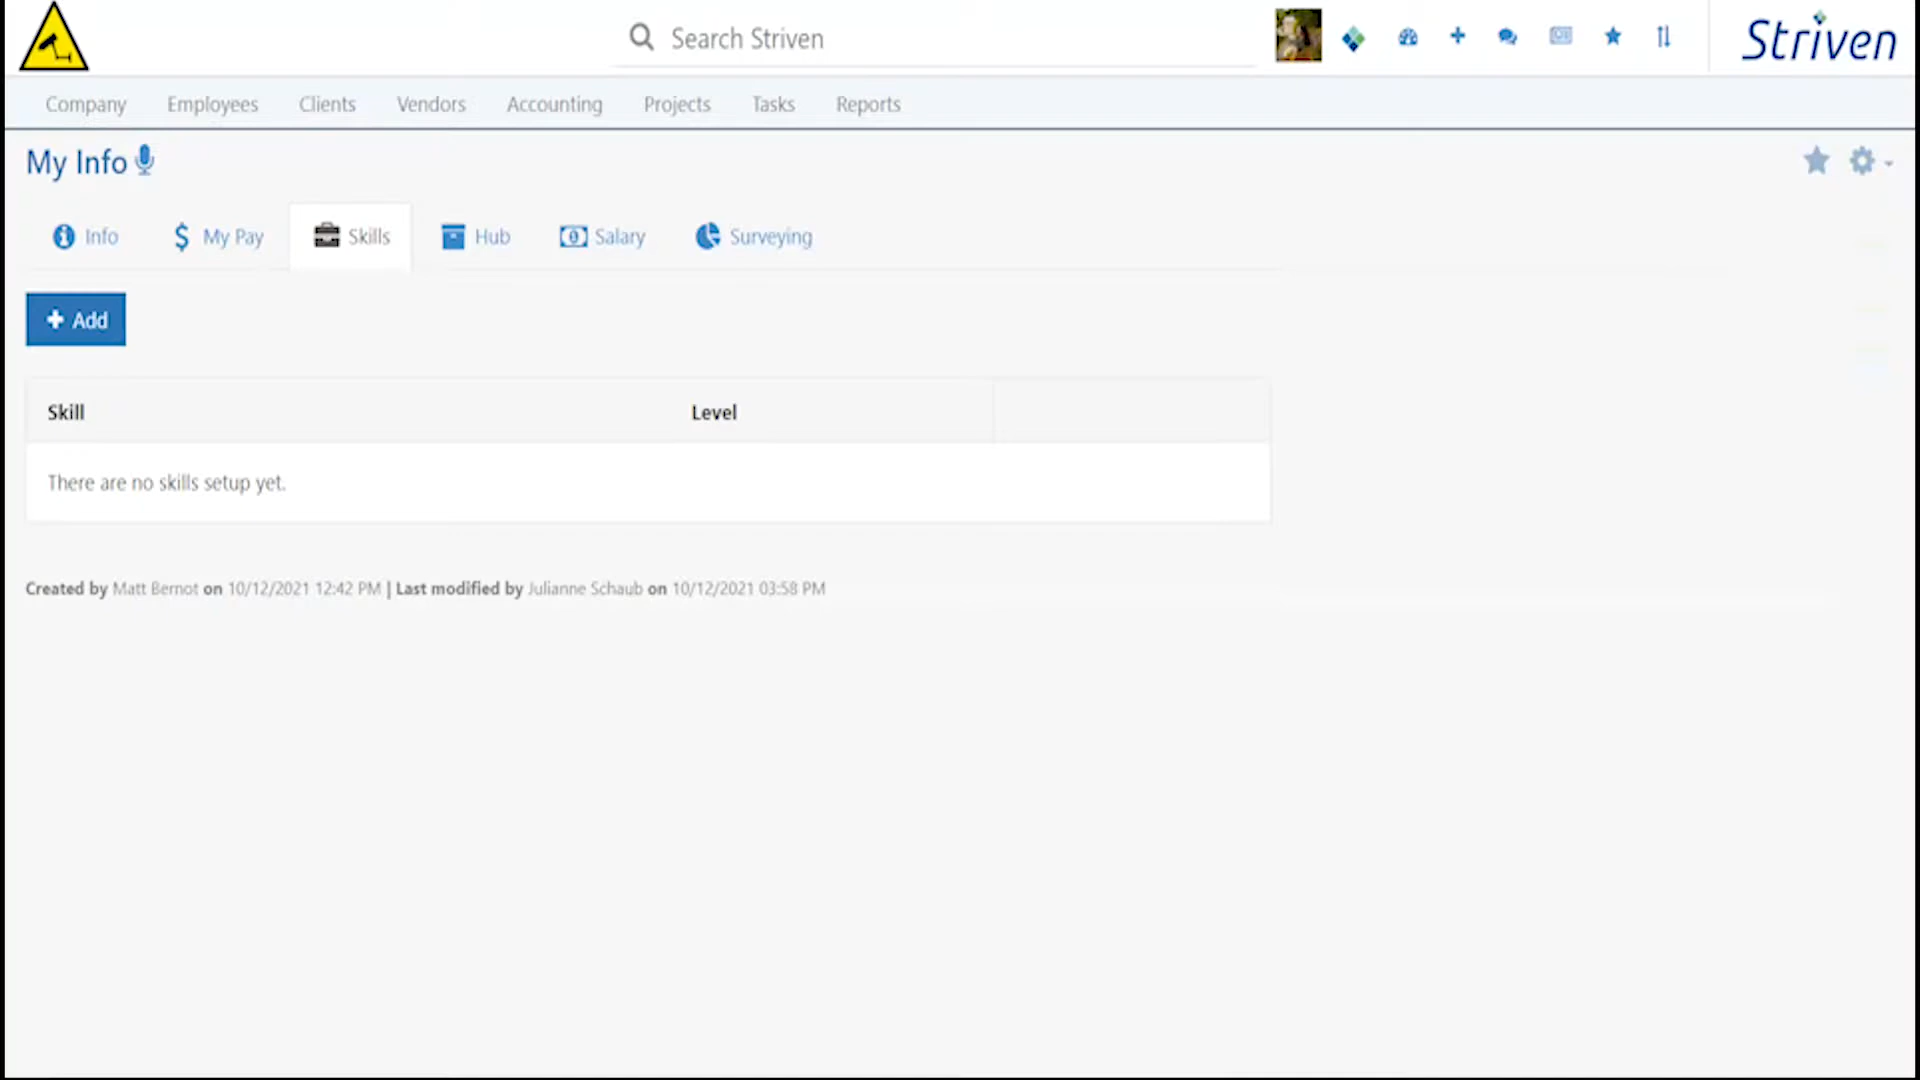 Search Striven
Striven
Company Employees Clients Vendors Accounting Projects Tasks Reports
My Info
Info My Pay Skills Hub Salary Surveying
Add
Skill Level
There are no skills setup yet.
Created by Matt Bernot on 10/12/2021 12:42 PM | Last modified by Julianne Schaub on 10/12/2021 03:58 PM